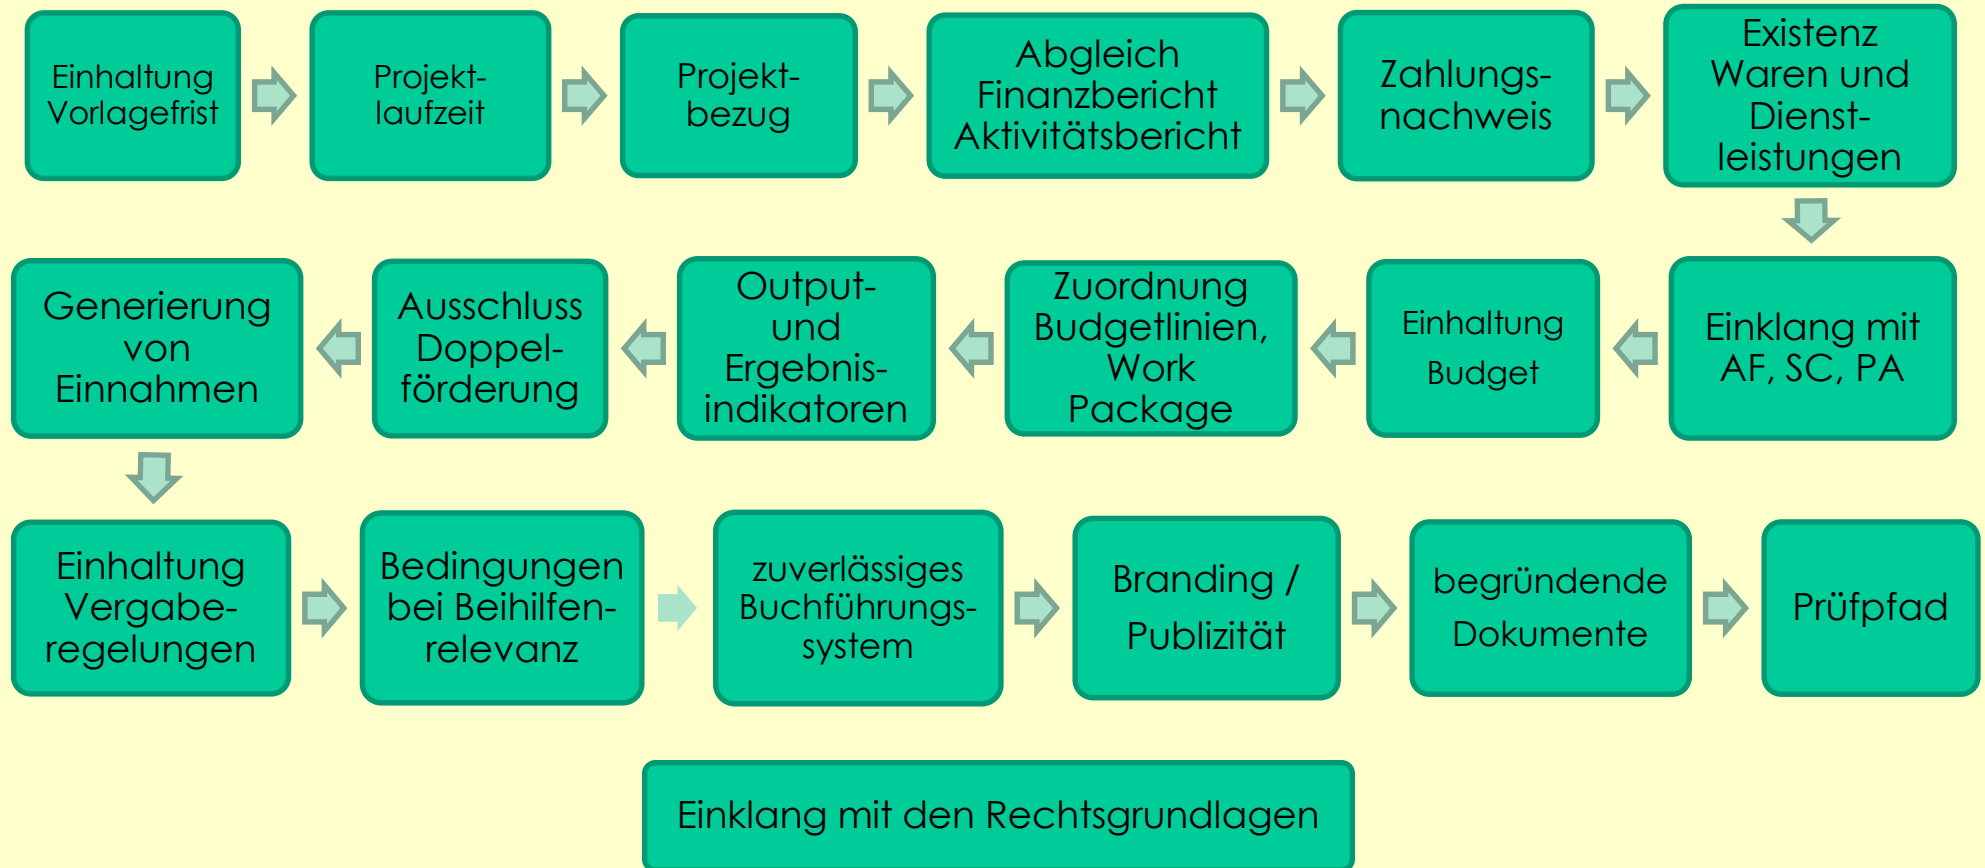 Einhaltung
Vorlagefrist
Projekt-
laufzeit
Projekt-
bezug
Abgleich
Finanzbericht
Aktivitätsbericht
Zahlungs-
nachweis
Existenz
Waren und
Dienst-
leistungen
Einklang mit
AF, SC, PA
Einhaltung
Budget
Zuordnung
Budgetlinien,
Work
Package
Output-
und
Ergebnis-
indikatoren
Ausschluss
Doppel-
förderung
Generierung
von
Einnahmen
Einhaltung
Vergabe-
regelungen
Bedingungen
bei Beihilfen-
relevanz
zuverlässiges
Buchführungs-
system
Branding /
Publizität
begründende
Dokumente
Prüfpfad
Einklang mit den Rechtsgrundlagen